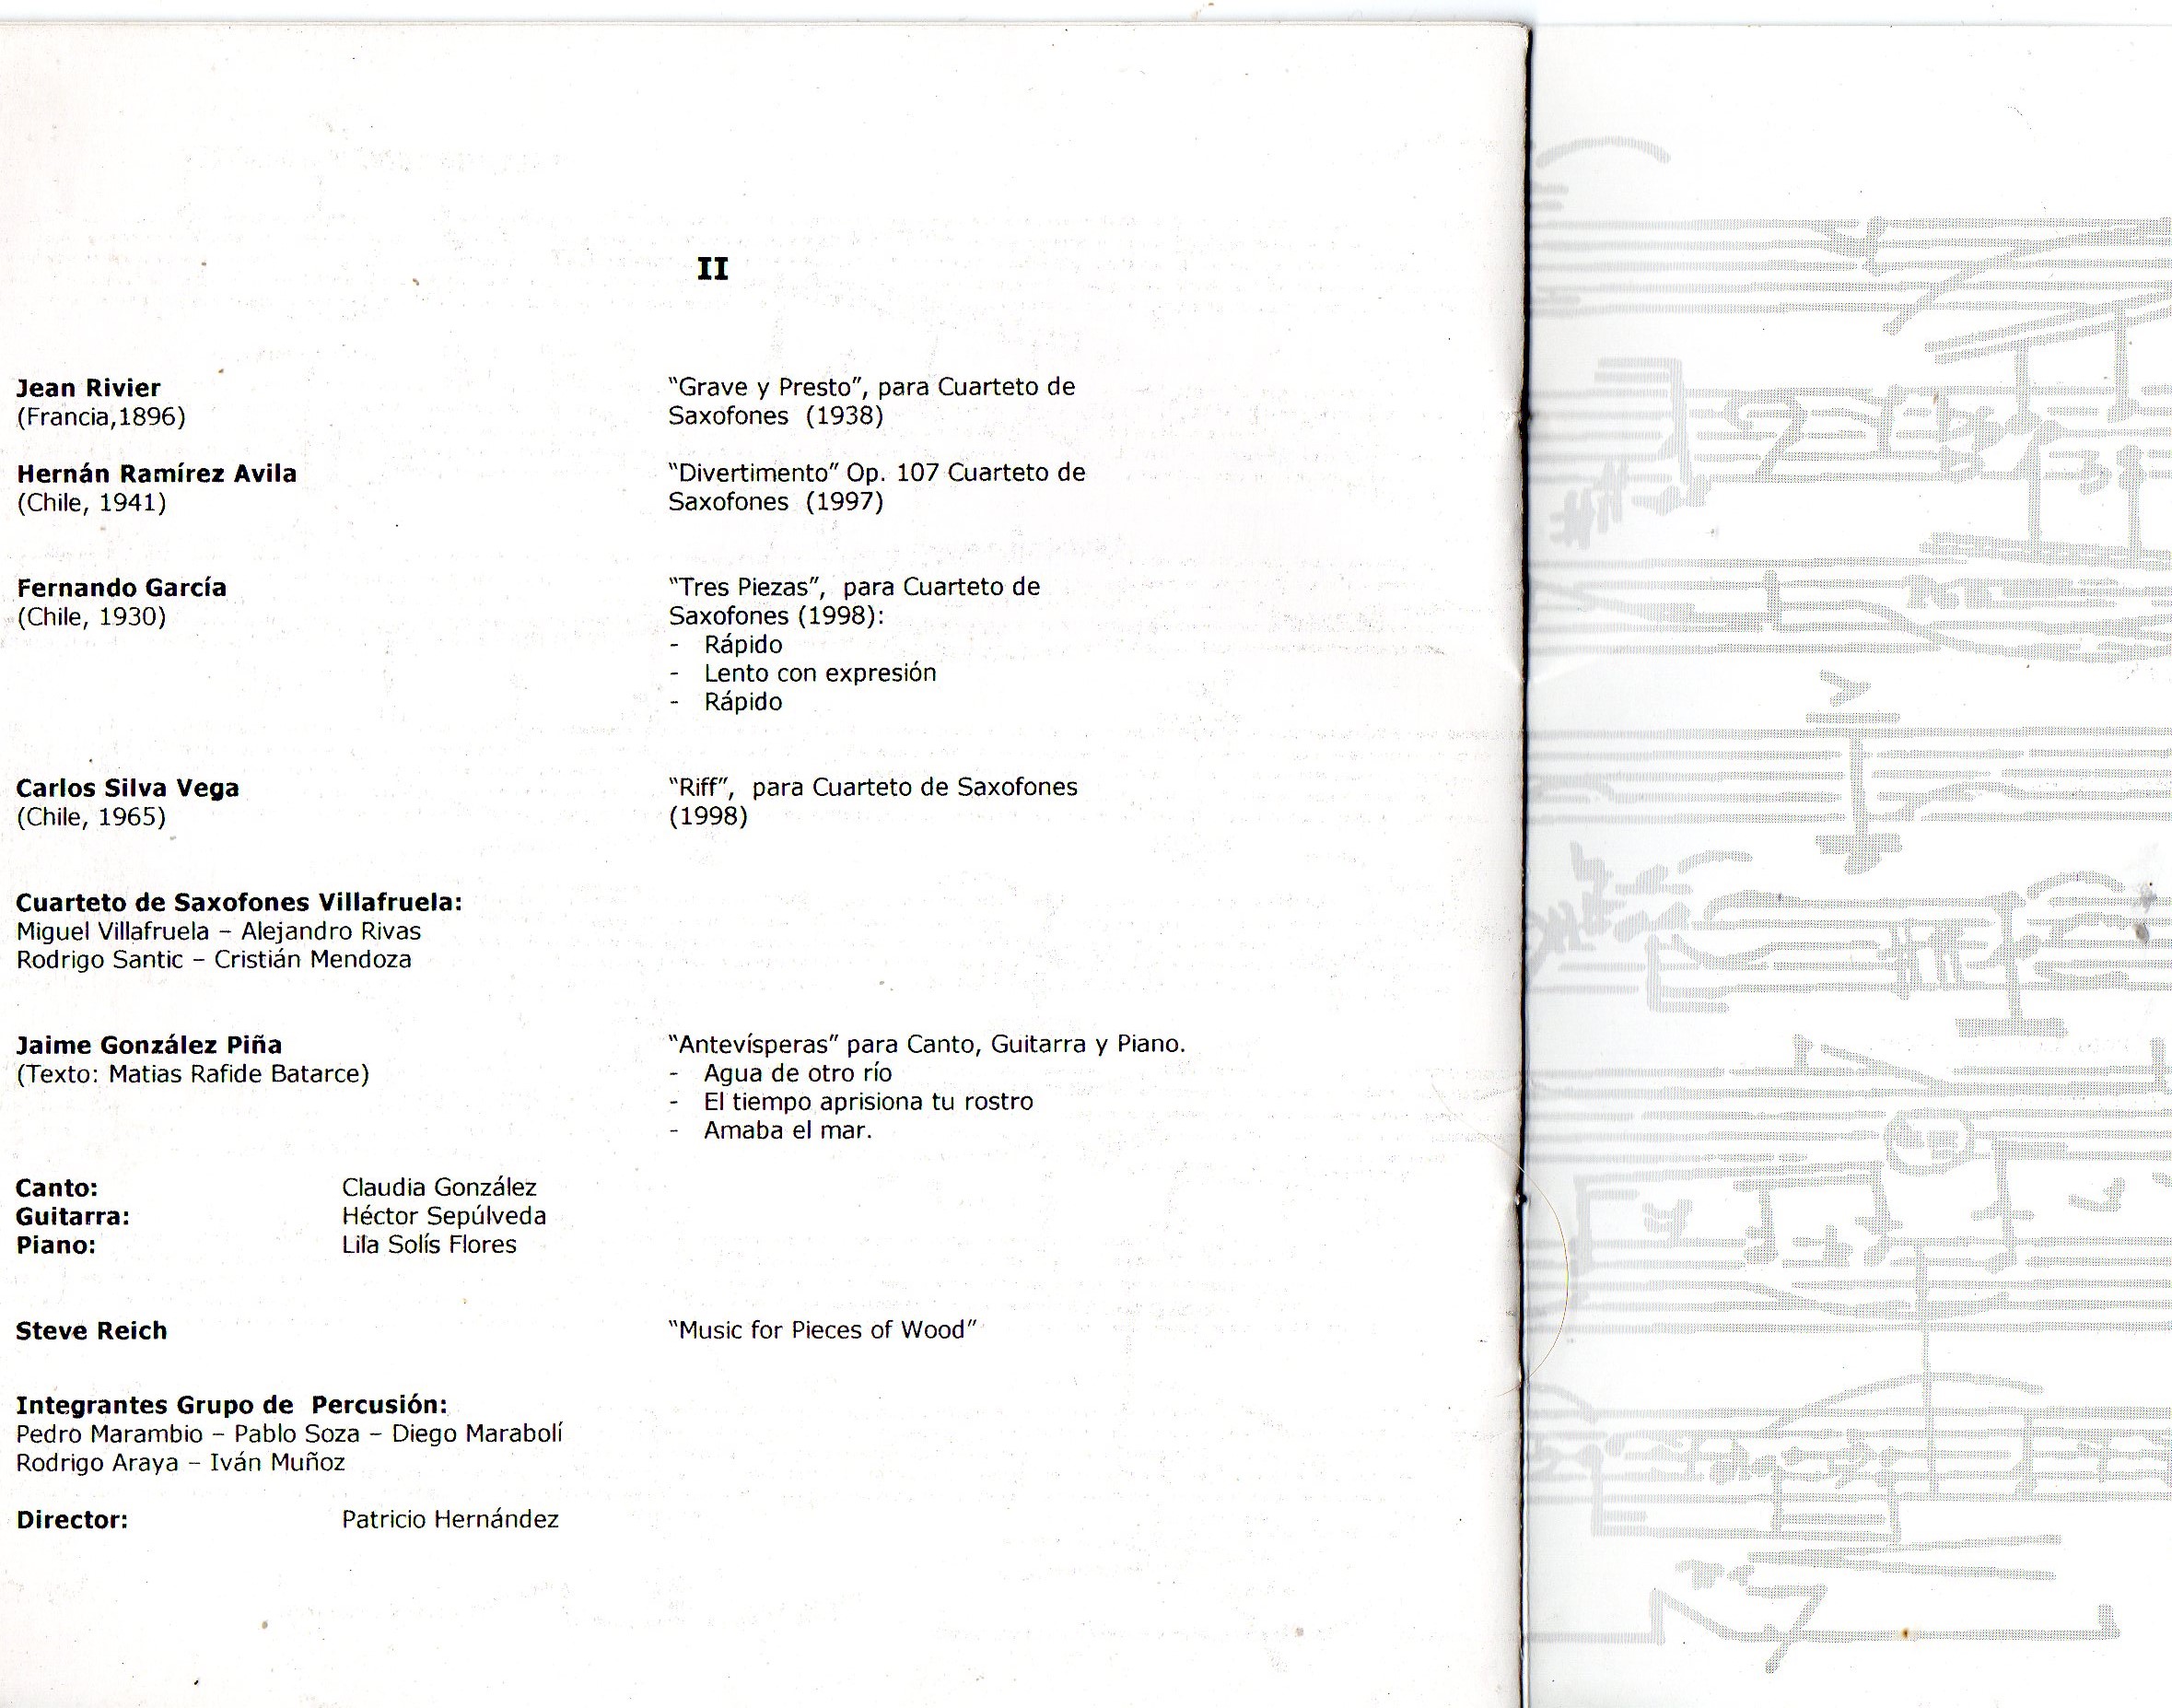 II
Jean Rivier
(Francia,1896)
"Grave y Presto", para Cuarteto de
Saxofones (1938)
Hernán Ramírez Avila
(Chile, 1941)
"Divertimento" Op. 107 Cuarteto de
Saxofones (1997)
Fernando García
(Chile, 1930)
"Tres Piezas", para Cuarteto de
Saxofones (1998):
- Rápido
- Lento con expresión
- Rápido
Carlos Silva Vega
(Chile, 1965)
"Riff", para Cuarteto de Saxofones
(1998)
Cuarteto de Saxofones Villafruela:
Miguel Villafruela – Alejandro Rivas
Rodrigo Santic – Cristián Mendoza
Jaime González Piña
(Texto: Matias Rafide Batarce)
"Antevísperas" para Canto, Guitarra y Piano.
- Agua de otro río
- El tiempo aprisiona tu rostro
- Amaba el mar.
Canto: Claudia González
Guitarra: Héctor Sepúlveda
Piano: Lila Solís Flores
Steve Reich
"Music for Pieces of Wood"
Integrantes Grupo de Percusión:
Pedro Marambio – Pablo Soza – Diego Marabolí
Rodrigo Araya – Iván Muñoz
Director: Patricio Hernández